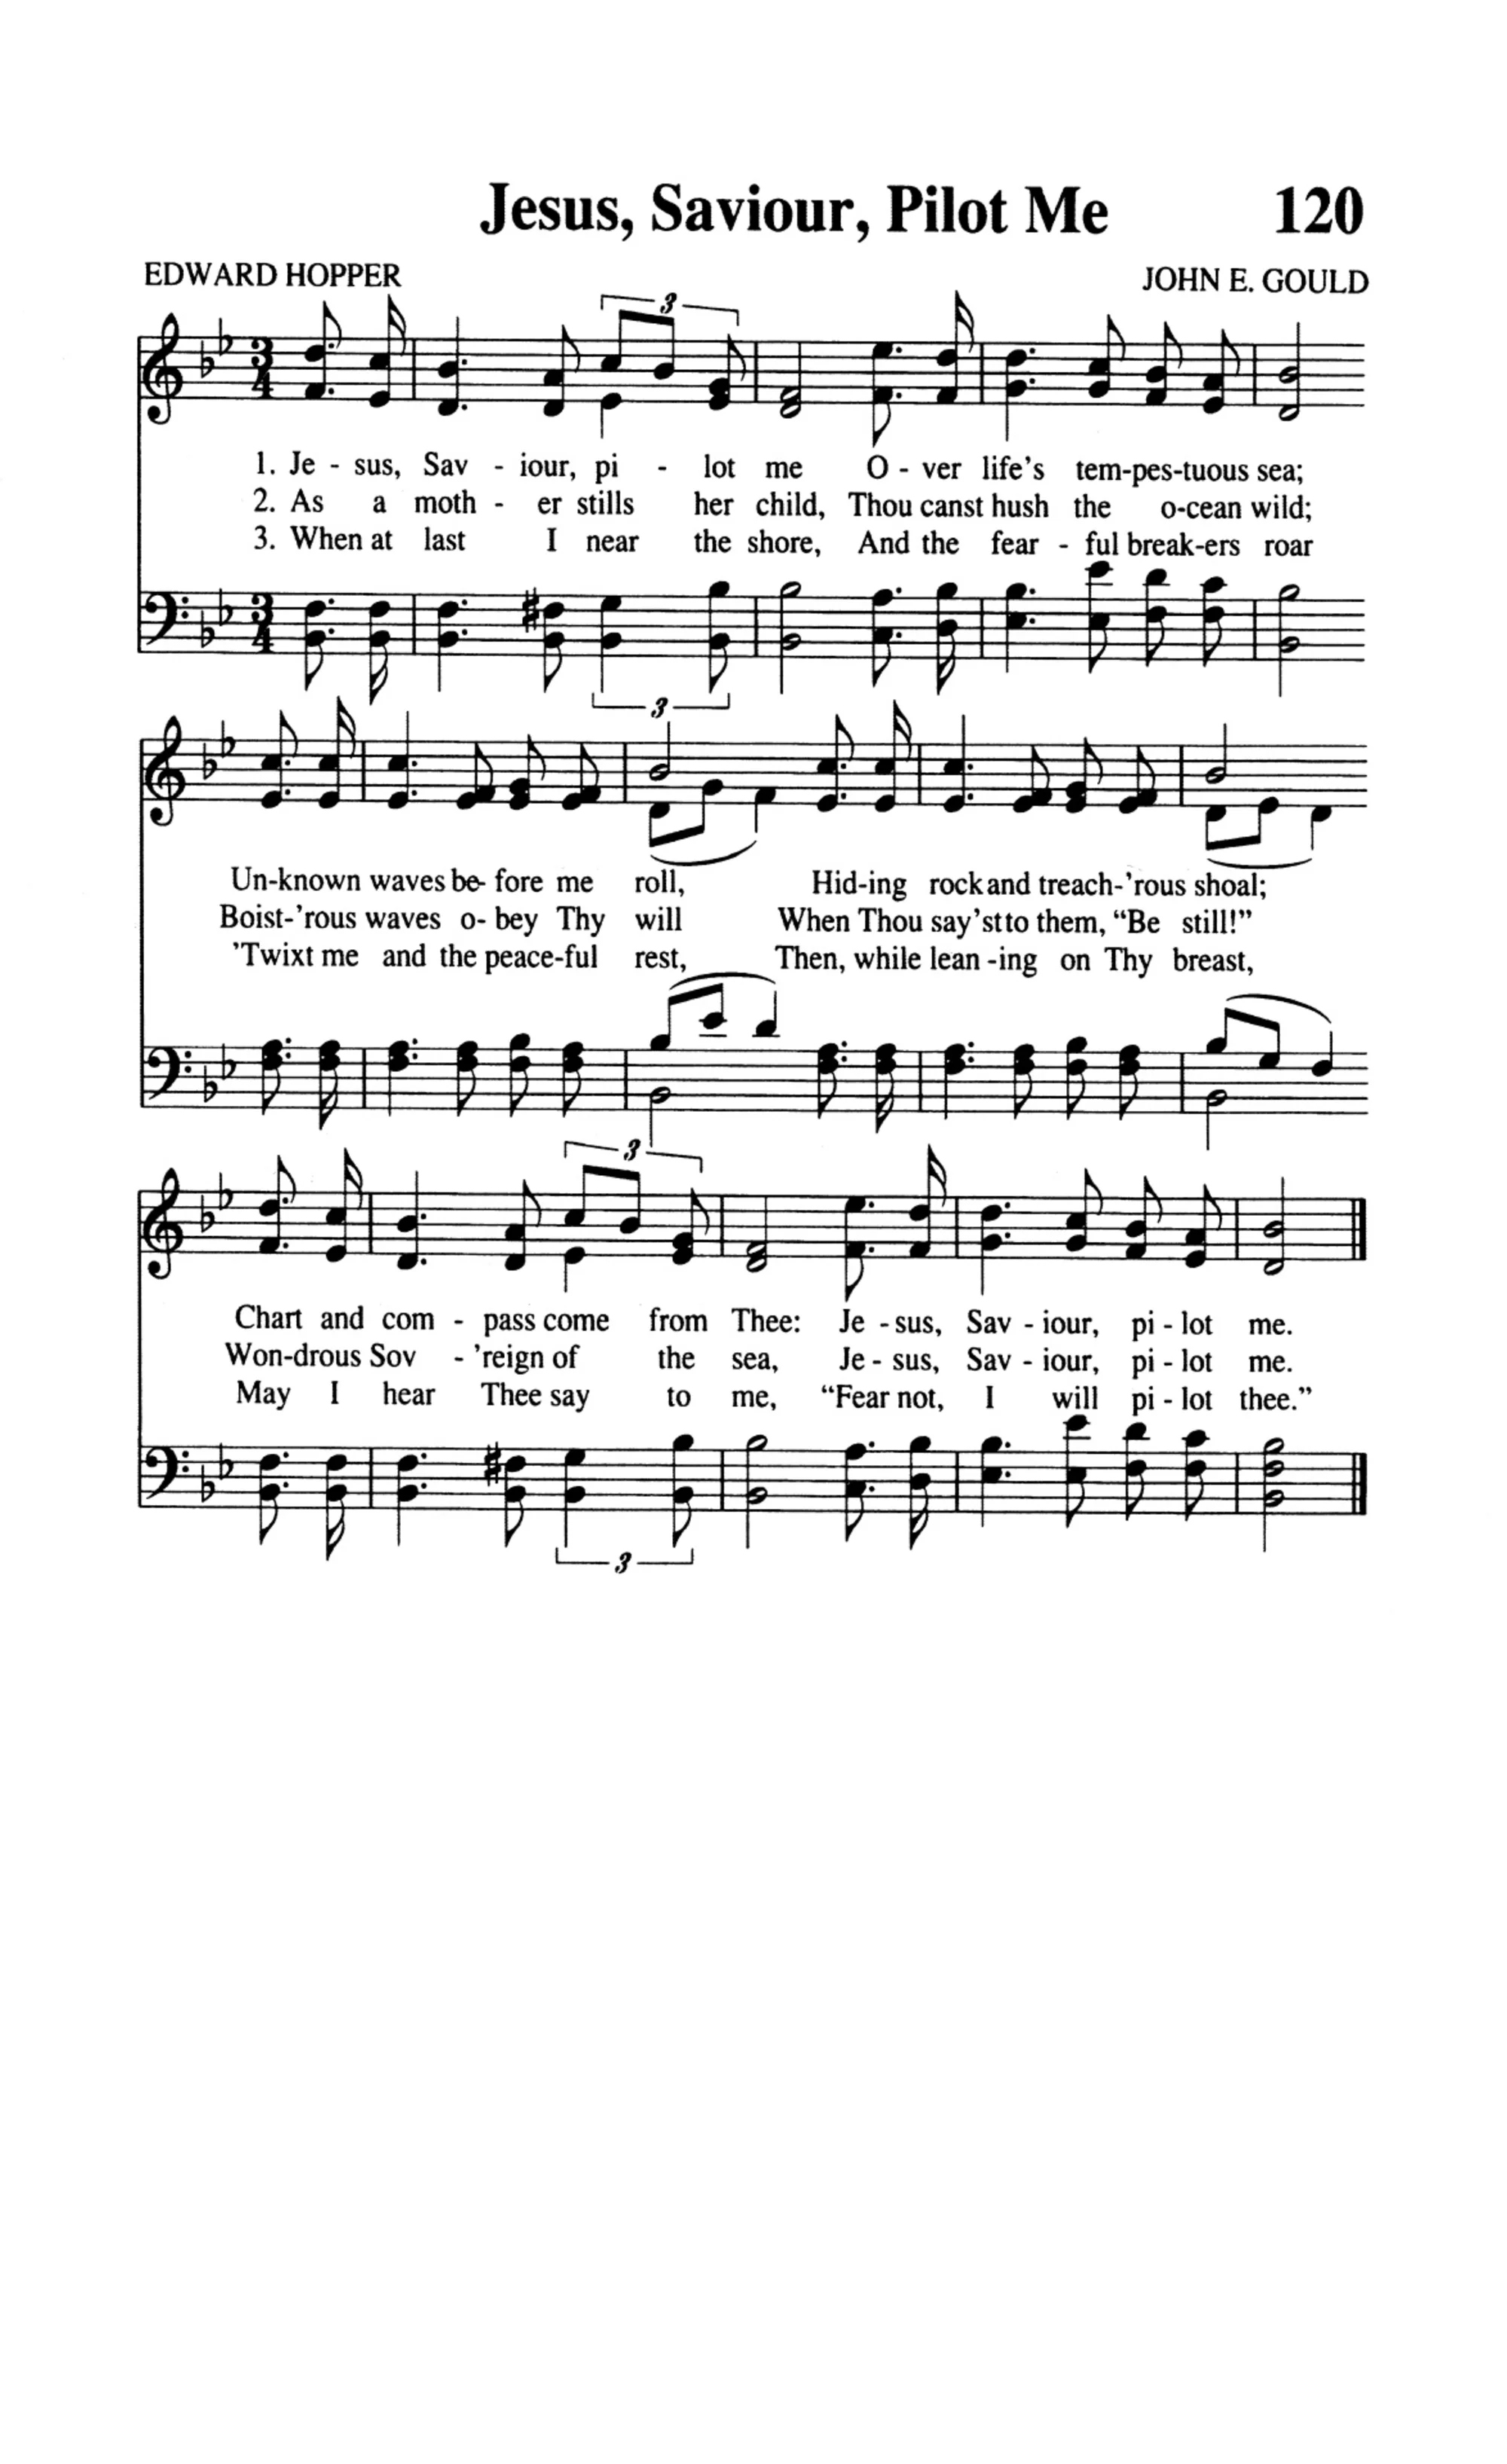 Jesus, Saviour, Pilot Me 120
EDWARD HOPPER JOHN E. GOULD
3
3
4
1. Je - sus, Sav - iour, pi - lot me O - ver life's tem-pes-tuous sea;
2. As a moth - er stills her child, Thou canst hush the o-cean wild;
3. When at last I near the shore, And the fear - ful break-ers roar
3
4
3
Un-known waves be- fore me roll, Hid-ing rock and treach-'rous shoal;
Boist-'rous waves o- bey Thy will When Thou say'st to them, “Be still!”
'Twixt me and the peace-ful rest, Then, while lean -ing on Thy breast,
3
Chart and com - pass come from Thee: Je - sus, Sav - iour, pi - lot me.
Won-drous Sov - 'reign of the sea, Je - sus, Sav - iour, pi - lot me.
May I hear Thee say to me, “Fear not, I will pi - lot thee.”
3